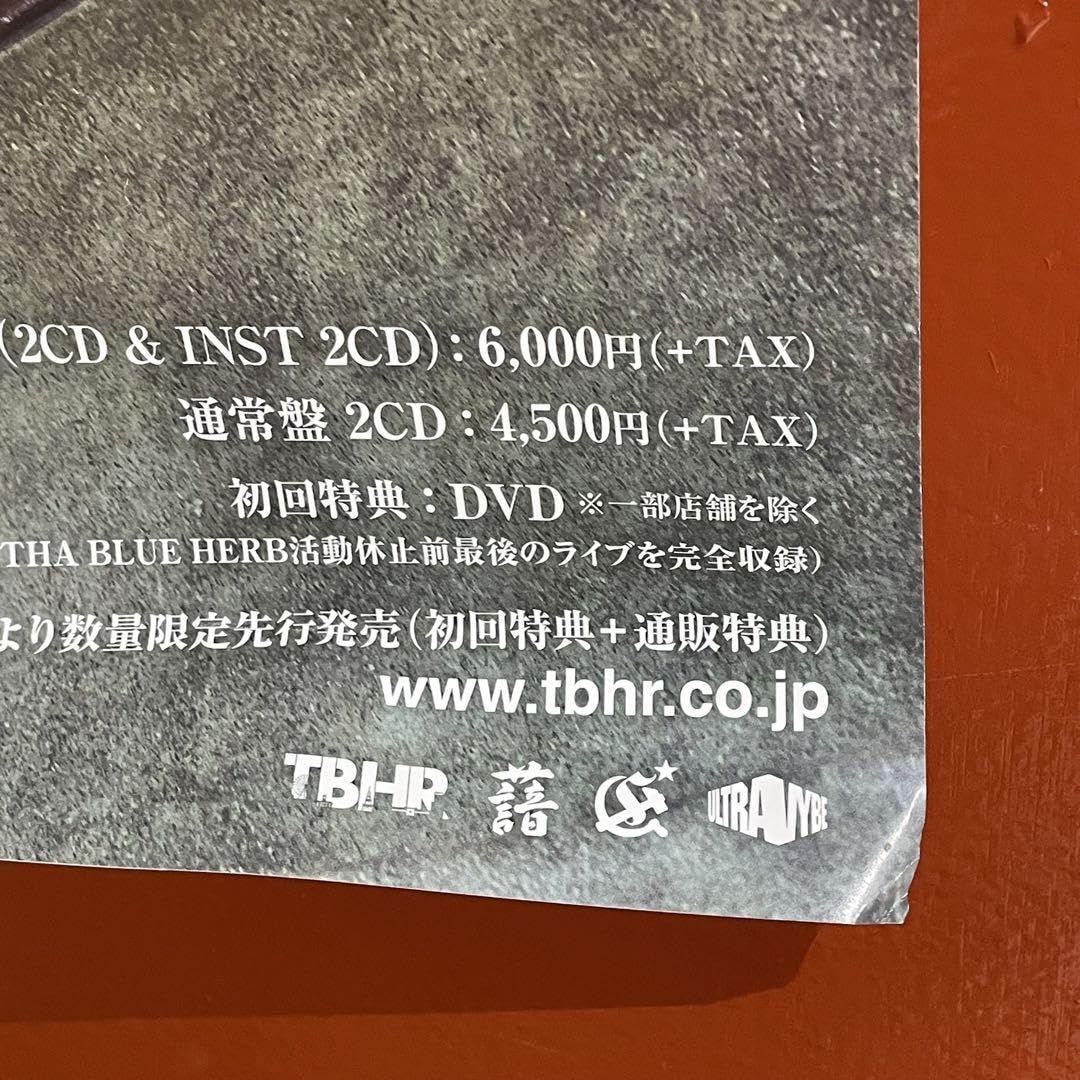 (2CD & INST 2CD):6,000円(+TAX)
通常盤 2CD:4,500円(+TAX)
初回特典:DVD ※一部店舗を除く
THA BLUE HERB活動休止前最後のライブを完全収録)
より数量限定先行発売(初回特典+通販特典)
www.tbhr.co.jp
TBHR
ULTRAVYBE